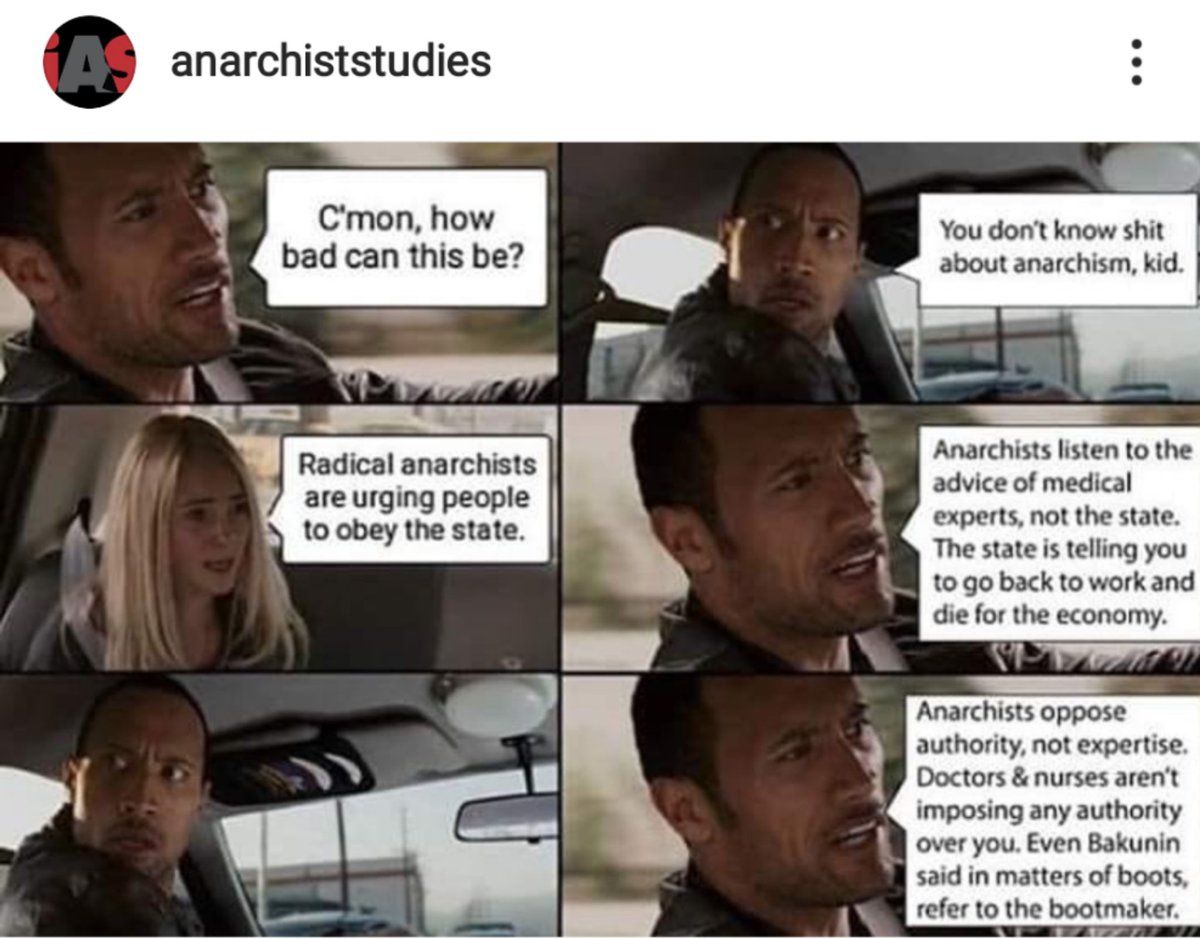 iAS
anarchiststudies
C'mon, how
bad can this be?
You don't know shit
about anarchism, kid.
Radical anarchists
are urging people
to obey the state.
Anarchists listen to the
advice of medical
experts, not the state.
The state is telling you
to go back to work and
die for the economy.
Anarchists oppose
authority, not expertise.
Doctors & nurses aren't
imposing any authority
over you. Even Bakunin
said in matters of boots,
refer to the bootmaker.